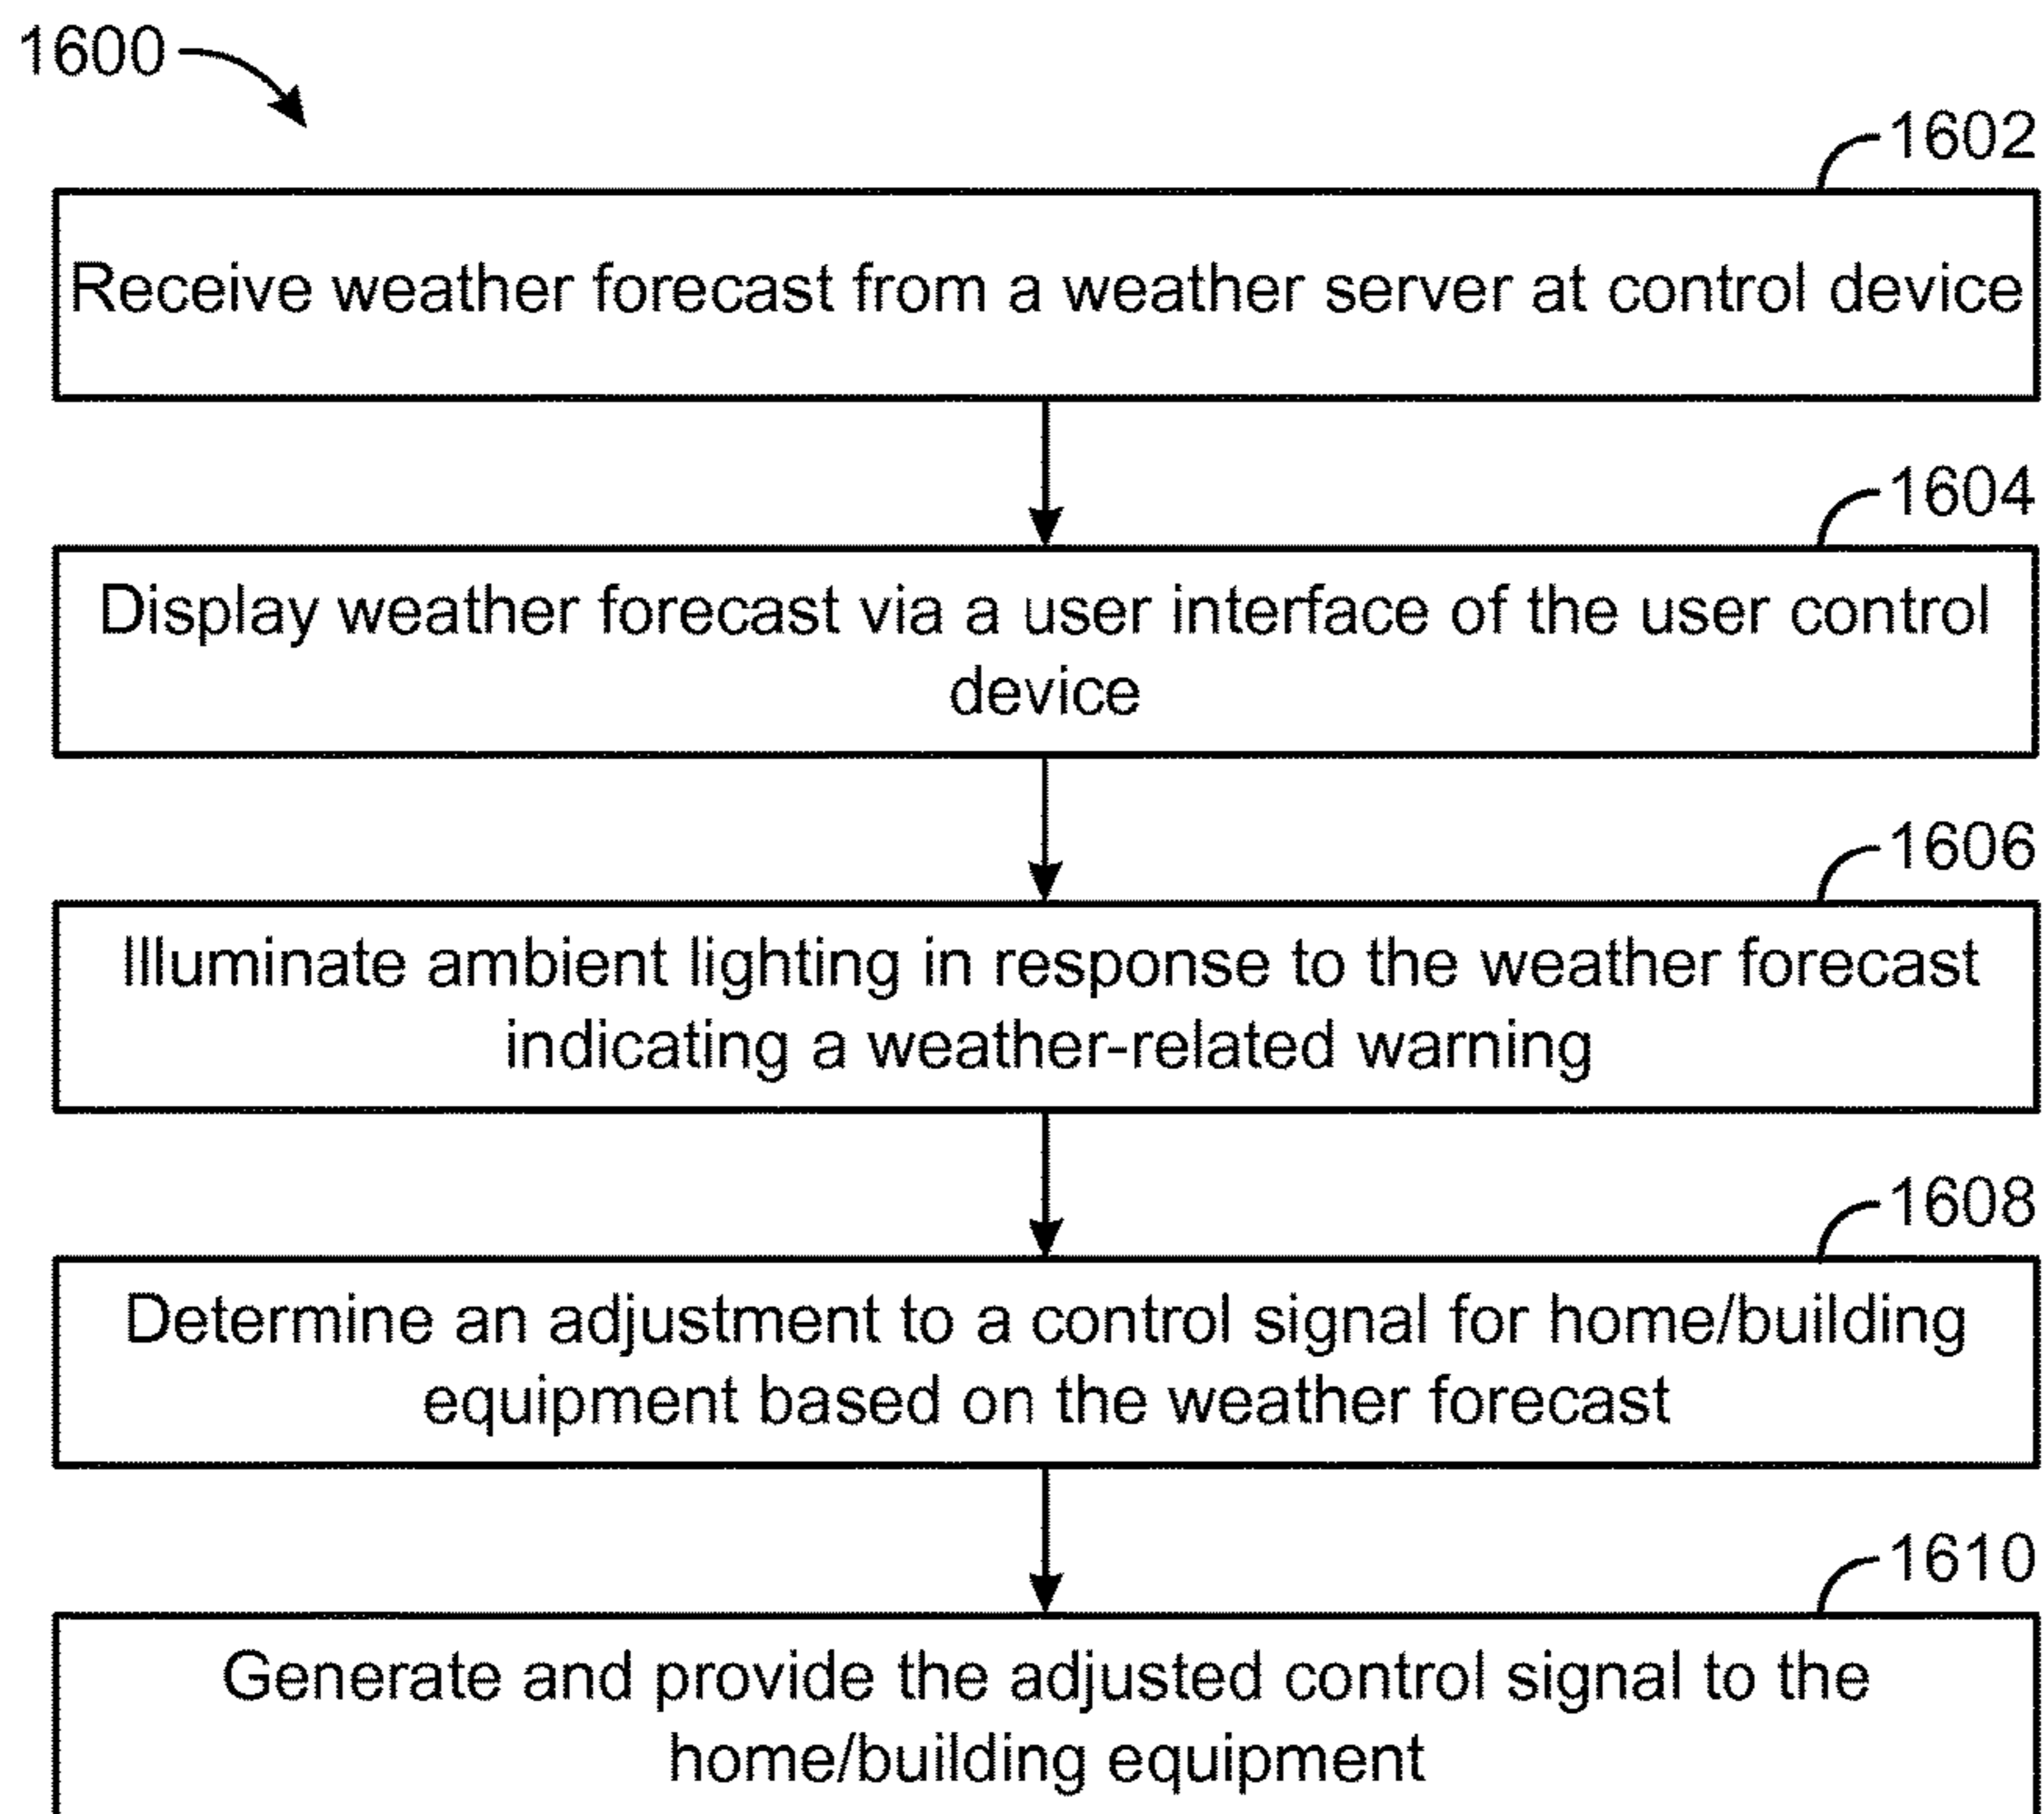 1600
1602
Receive weather forecast from a weather server at control device
1604
Display weather forecast via a user interface of the user control
device
1606
Illuminate ambient lighting in response to the weather forecast
indicating a weather-related warning
1608
Determine an adjustment to a control signal for home/building
equipment based on the weather forecast
1610
Generate and provide the adjusted control signal to the
home/building equipment